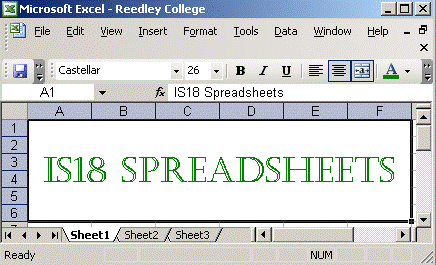 Microsoft Excel - Reedley College
File Edit View Insert Format Tools Data Window Help
Castellar 26 B I U
A1 fx IS18 Spreadsheets
A B C D E F
1
2
3
4
5
6
IS18 SPREADSHEETS
Sheet1 Sheet2 Sheet3
Ready NUM